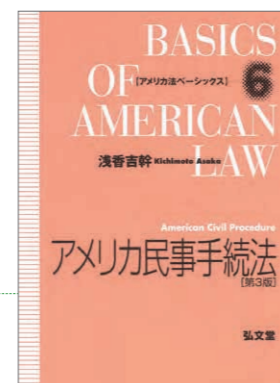 BASICS
OF[アメリカ法ベーシックス] 6
AMERICAN
浅香吉幹 Kichimoto Asaka LAW
American Civil Procedure
アメリカ民事手続法
[第3版]
弘文堂